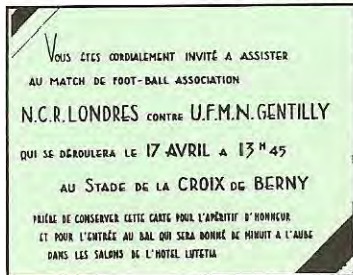 VOUS ÊTES CORDIALEMENT INVITÉ A ASSISTER
AU MATCH DE FOOT-BALL ASSOCIATION
N.C.R. LONDRES CONTRE U.F.M.N. GENTILLY
QUI SE DÉROULERA LE 17 AVRIL A 13 H 45
AU STADE DE LA CROIX DE BERNY
PRIÈRE DE CONSERVER CETTE CARTE POUR L'APÉRITIF D'HONNEUR
ET POUR L'ENTRÉE AU BAL QUI SERA DONNÉ DE MINUIT A L'AUBE
DANS LES SALONS DE L'HOTEL LUTETIA